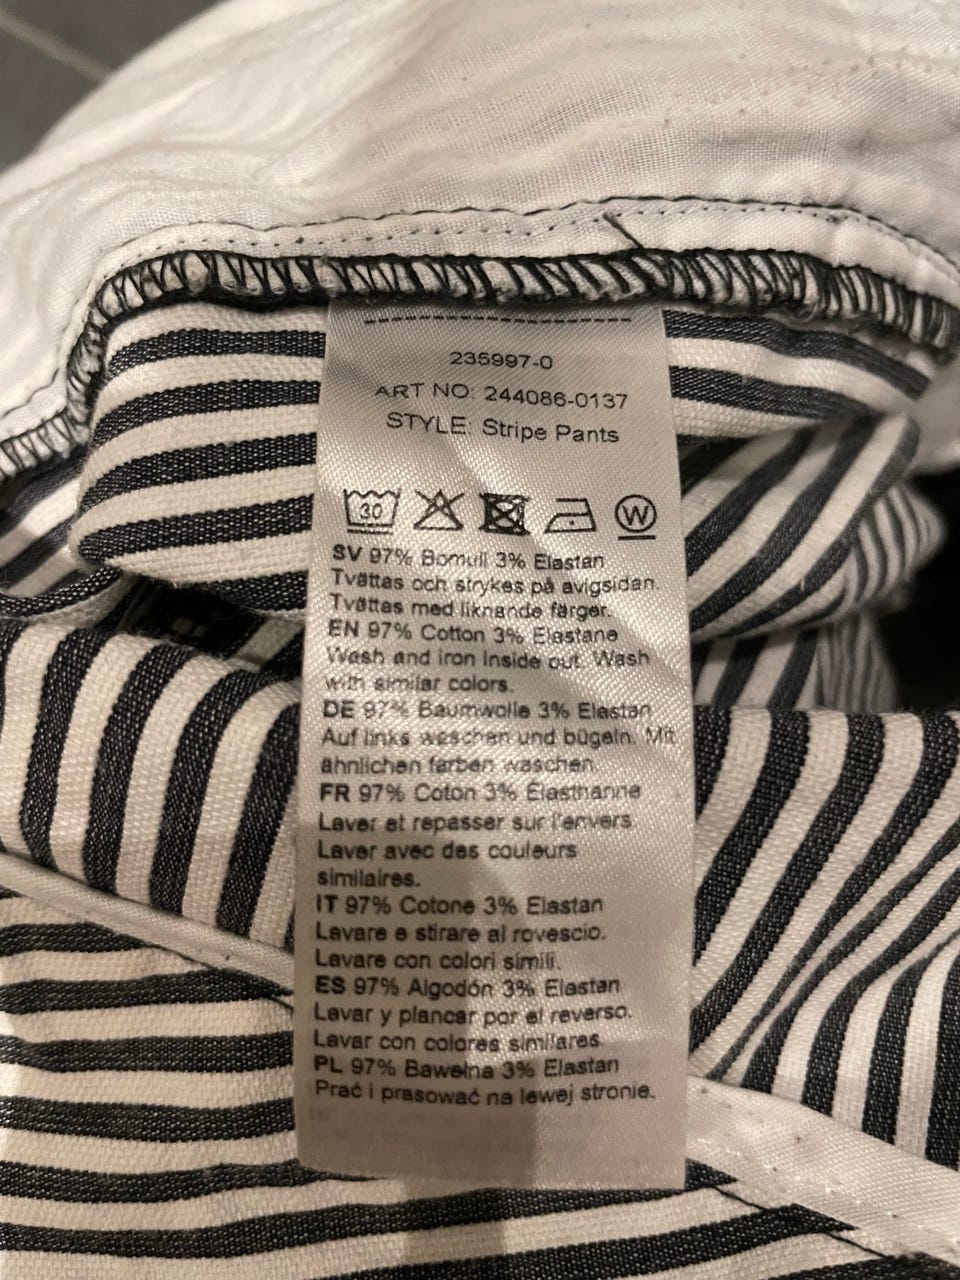 235997-0
ART NO: 244086-0137
STYLE: Stripe Pants
30 W
SV 97% Bomull 3% Elastan
Tvättas och strykes på avigsidan.
Tvättas med liknande färger.
EN 97% Cotton 3% Elastane
Wash and iron inside out. Wash
with similar colors.
DE 97% Baumwolle 3% Elastan
Auf links waschen und bügeln. Mit
ähnlichen farben waschen.
FR 97% Coton 3% Élasthanne
Laver et repasser sur l'envers
Laver avec des couleurs
similaires.
IT 97% Cotone 3% Elastan
Lavare e stirare al rovescio.
Lavare con colori simili.
ES 97% Algodón 3% Elastan
Lavar y plancar por el reverso.
Lavar con colores similares.
PL 97% Bawełna 3% Elastan
Prać i prasować na lewej stronie.